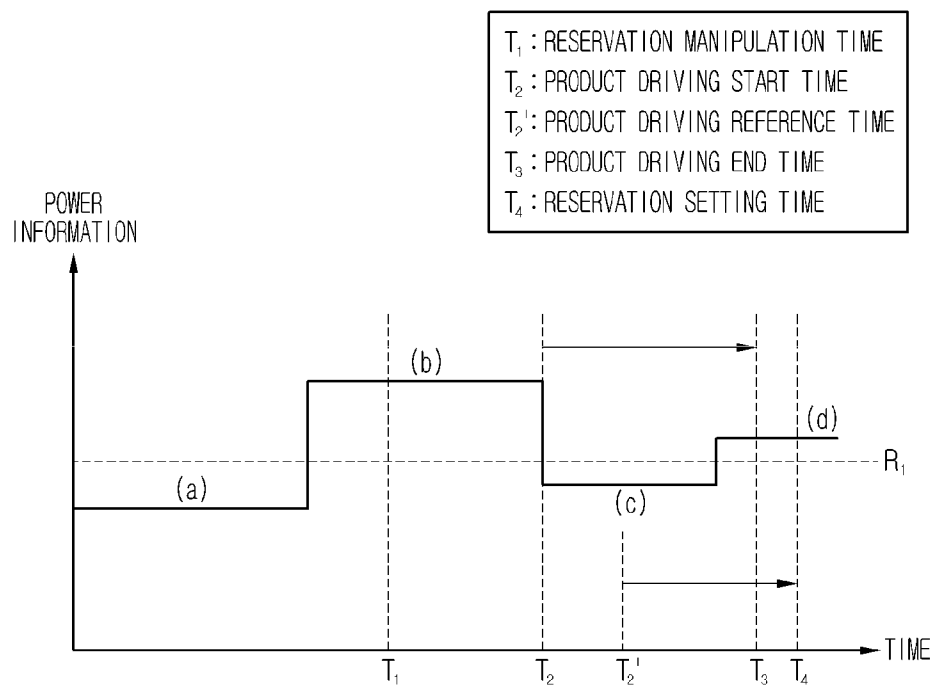 T₁ : RESERVATION MANIPULATION TIME
T₂ : PRODUCT DRIVING START TIME
T₂' : PRODUCT DRIVING REFERENCE TIME
T₃ : PRODUCT DRIVING END TIME
T₄ : RESERVATION SETTING TIME
POWER
INFORMATION
(b)
(d)
R₁
(a)
(c)
TIME
T₁ T₂ T₂' T₃ T₄